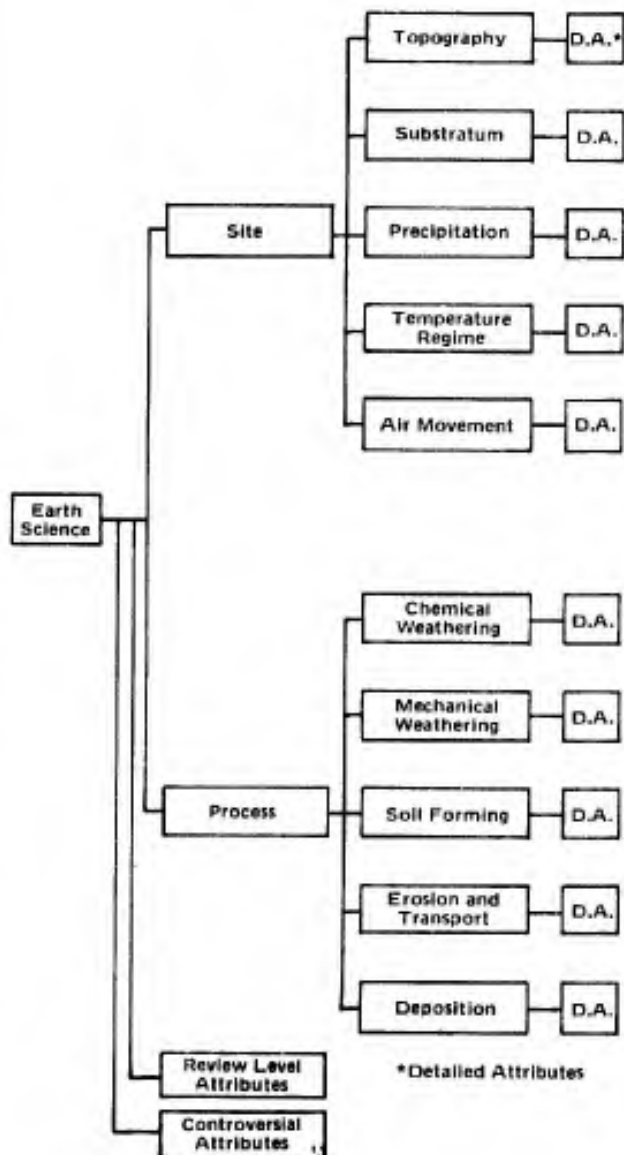 Topography
D.A.*
Substratum
D.A.
Site
Precipitation
D.A.
Temperature
Regime
D.A.
Air Movement
D.A.
Earth
Science
Chemical
Weathering
D.A.
Mechanical
Weathering
D.A.
Process
Soil Forming
D.A.
Erosion and
Transport
D.A.
Deposition
D.A.
Review Level
Attributes
*Detailed Attributes
Controversial
Attributes